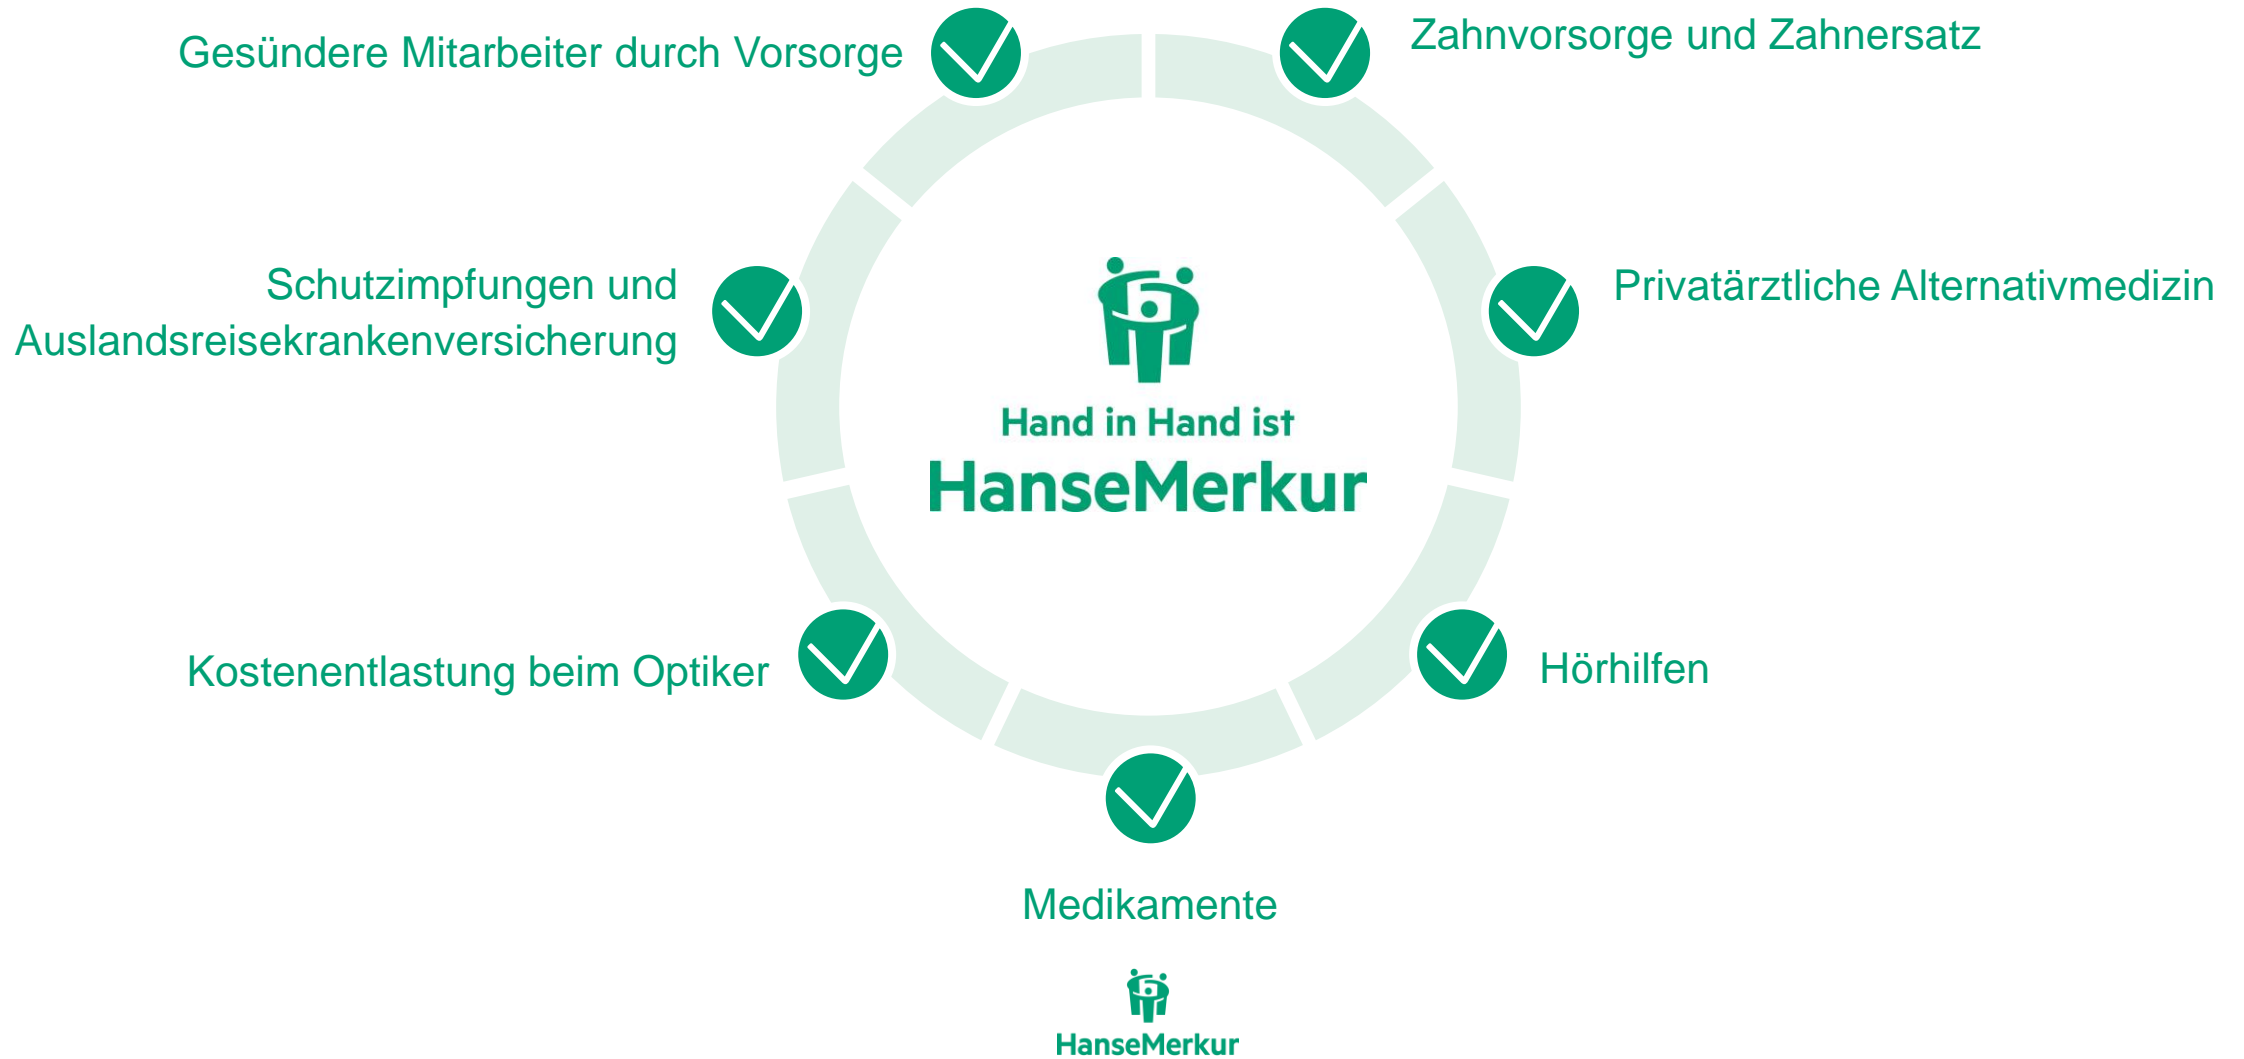 Gesündere Mitarbeiter durch Vorsorge
Zahnvorsorge und Zahnersatz
Schutzimpfungen und
Auslandsreisekrankenversicherung
Privatärztliche Alternativmedizin
Hand in Hand ist
HanseMerkur
Kostenentlastung beim Optiker
Hörhilfen
Medikamente
HanseMerkur